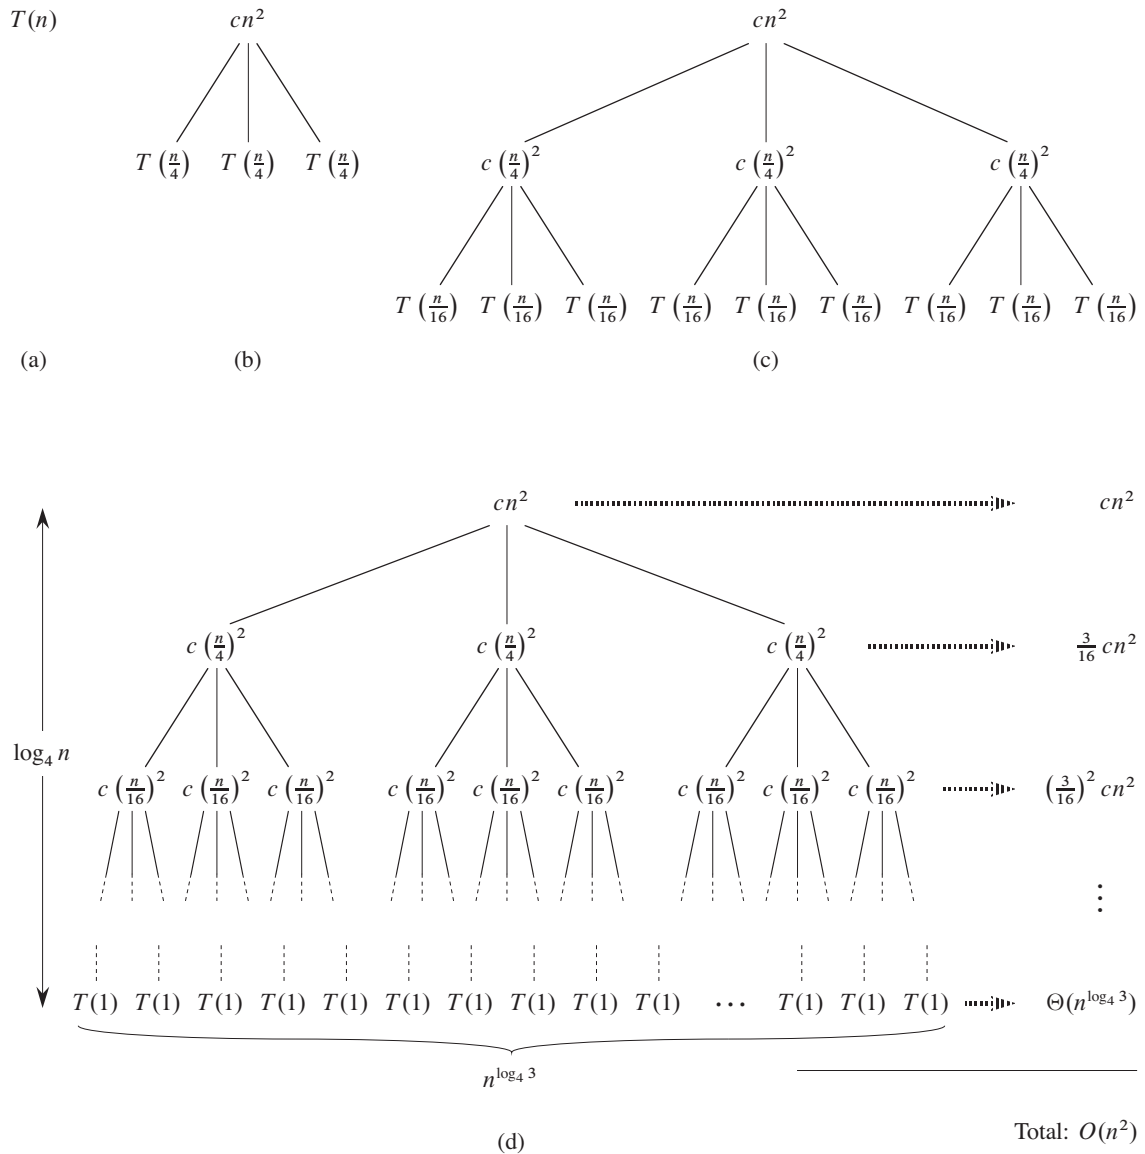 T(n) cn² cn²
T (n/4) T (n/4) T (n/4) c (n/4)² c (n/4)² c (n/4)²
T (n/16) T (n/16) T (n/16) T (n/16) T (n/16) T (n/16) T (n/16) T (n/16) T (n/16)
(a) (b) (c)
cn² cn²
c (n/4)² c (n/4)² c (n/4)² 3/16 cn²
log₄ n
c (n/16)² c (n/16)² c (n/16)² c (n/16)² c (n/16)² c (n/16)² c (n/16)² c (n/16)² c (n/16)² (3/16)² cn²
⋮
T(1) T(1) T(1) T(1) T(1) T(1) T(1) T(1) T(1) T(1) … T(1) T(1) T(1) Θ(n^(log₄ 3))
n^(log₄ 3)
(d) Total: O(n²)